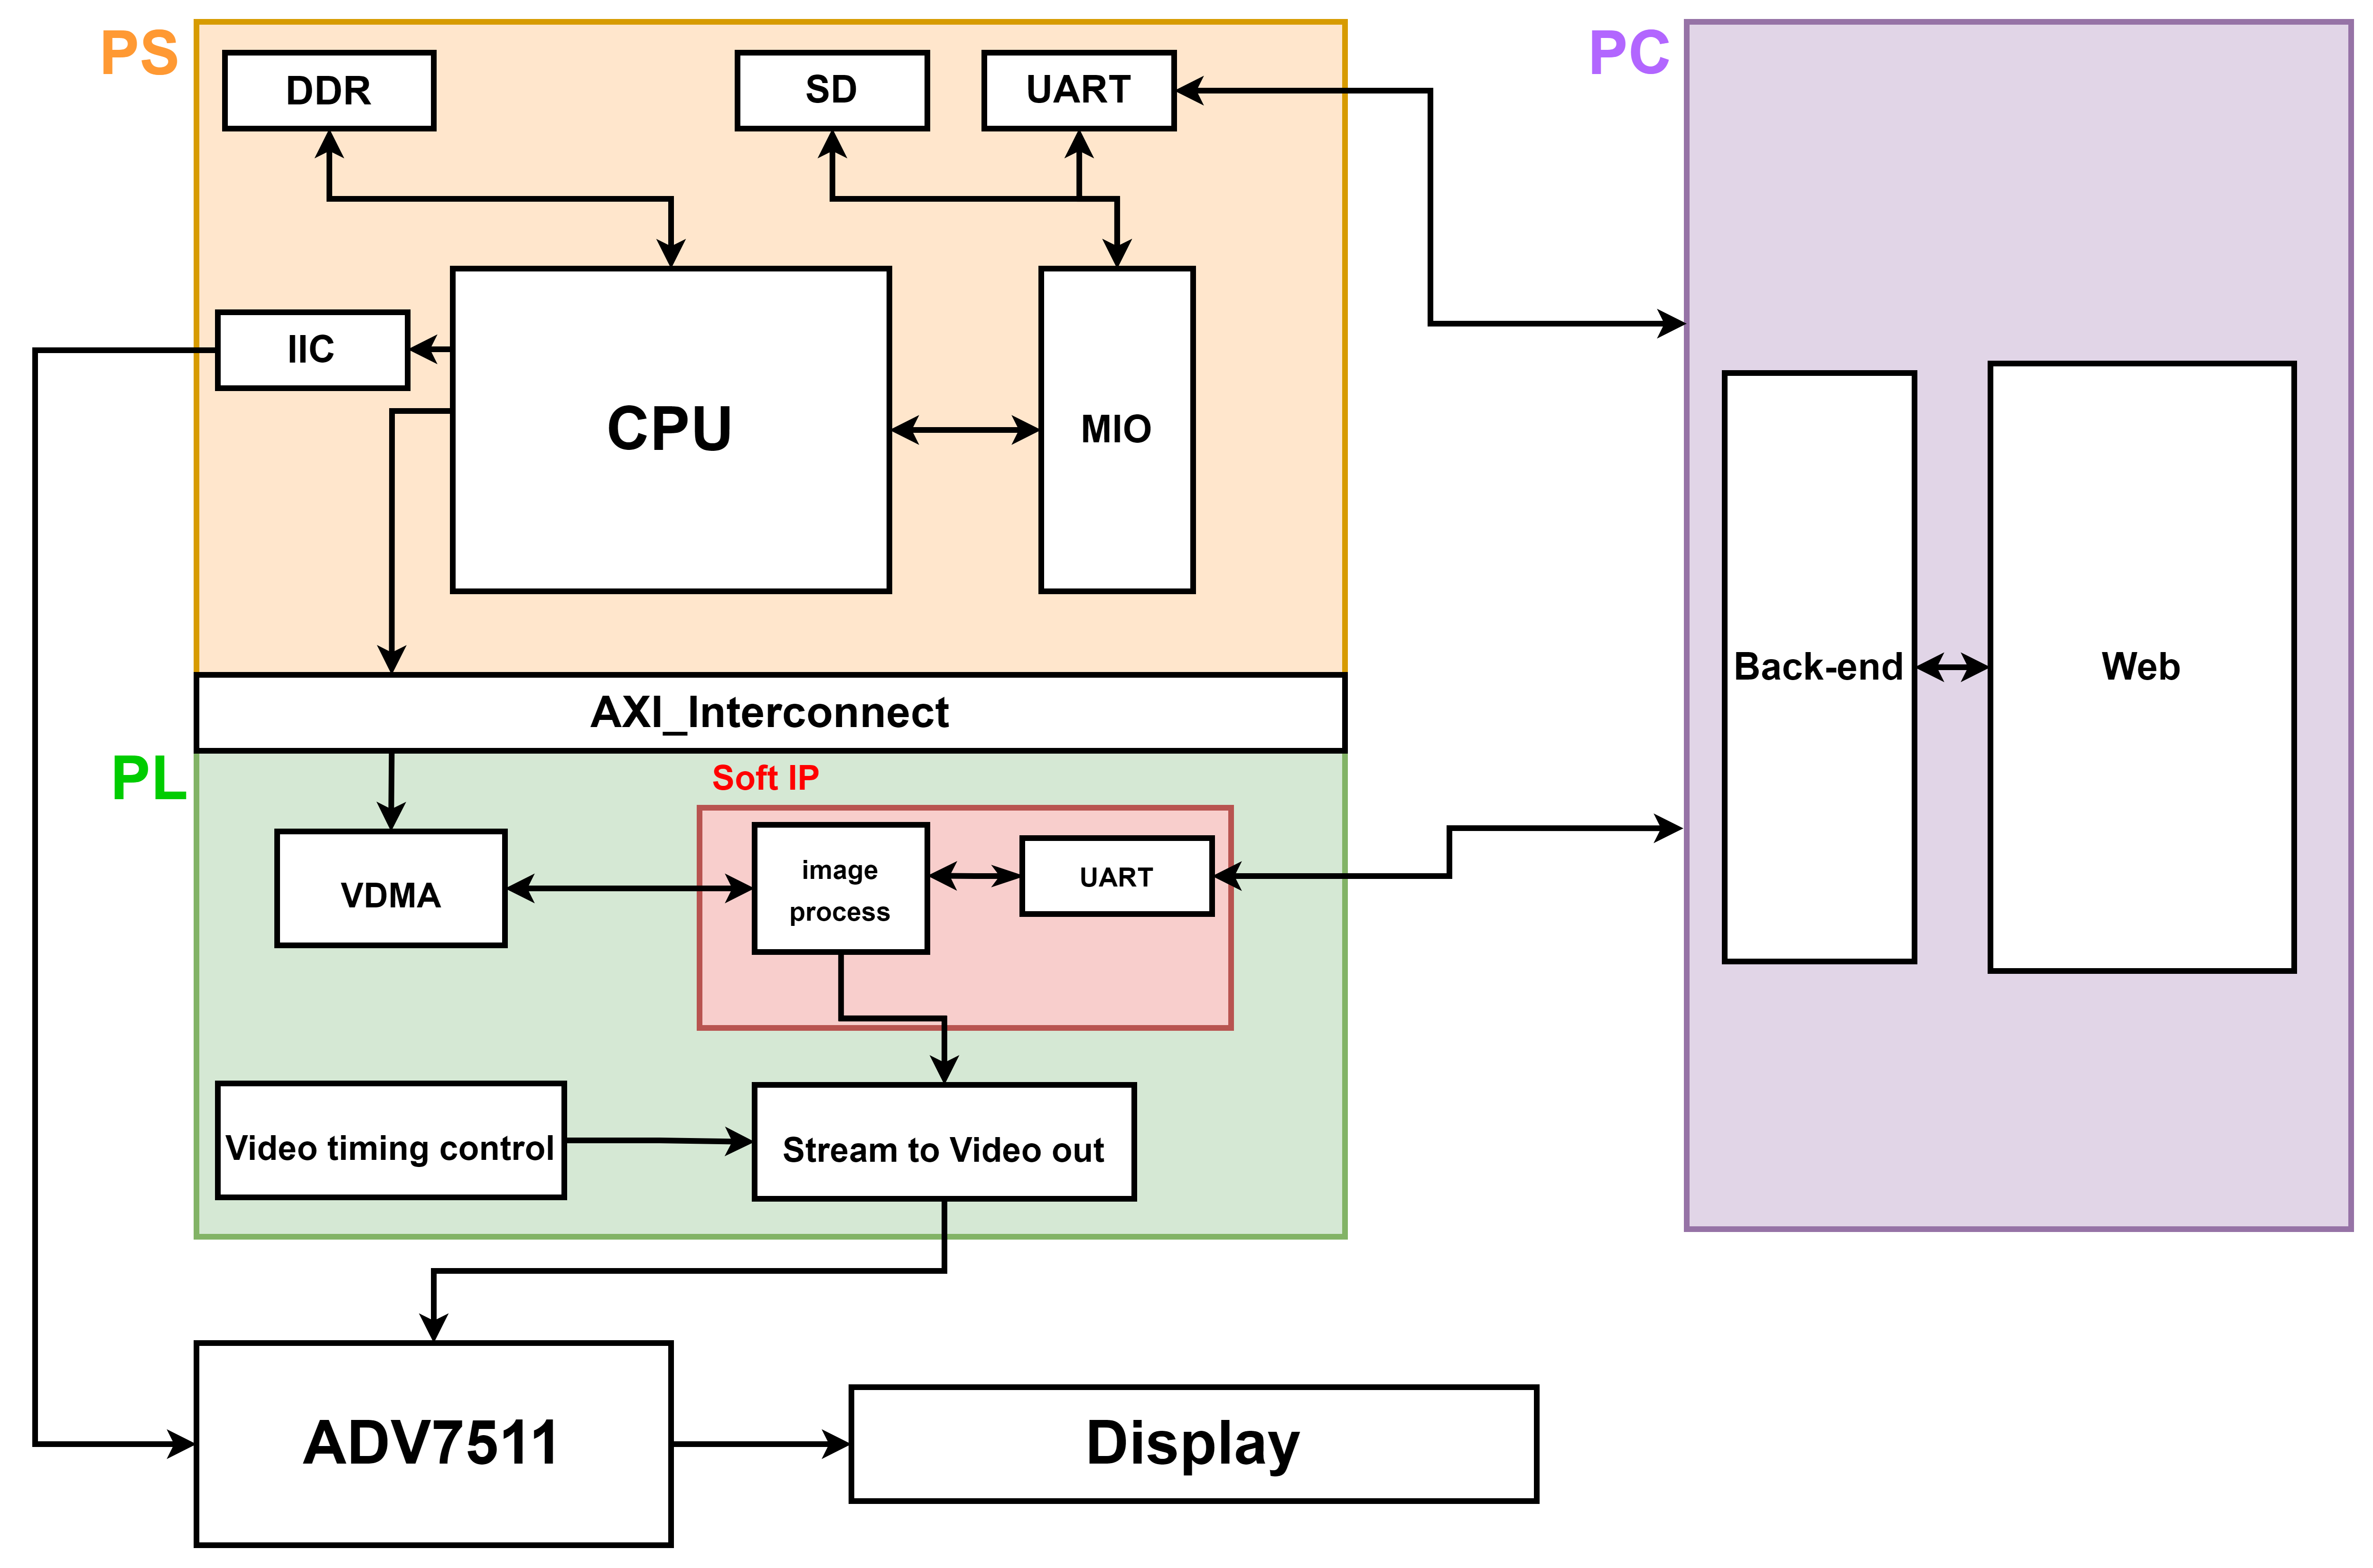 PS
PC
DDR
SD
UART
IIC
CPU
MIO
Back-end
Web
AXI_Interconnect
PL
Soft IP
image
process
UART
VDMA
Video timing control
Stream to Video out
ADV7511
Display